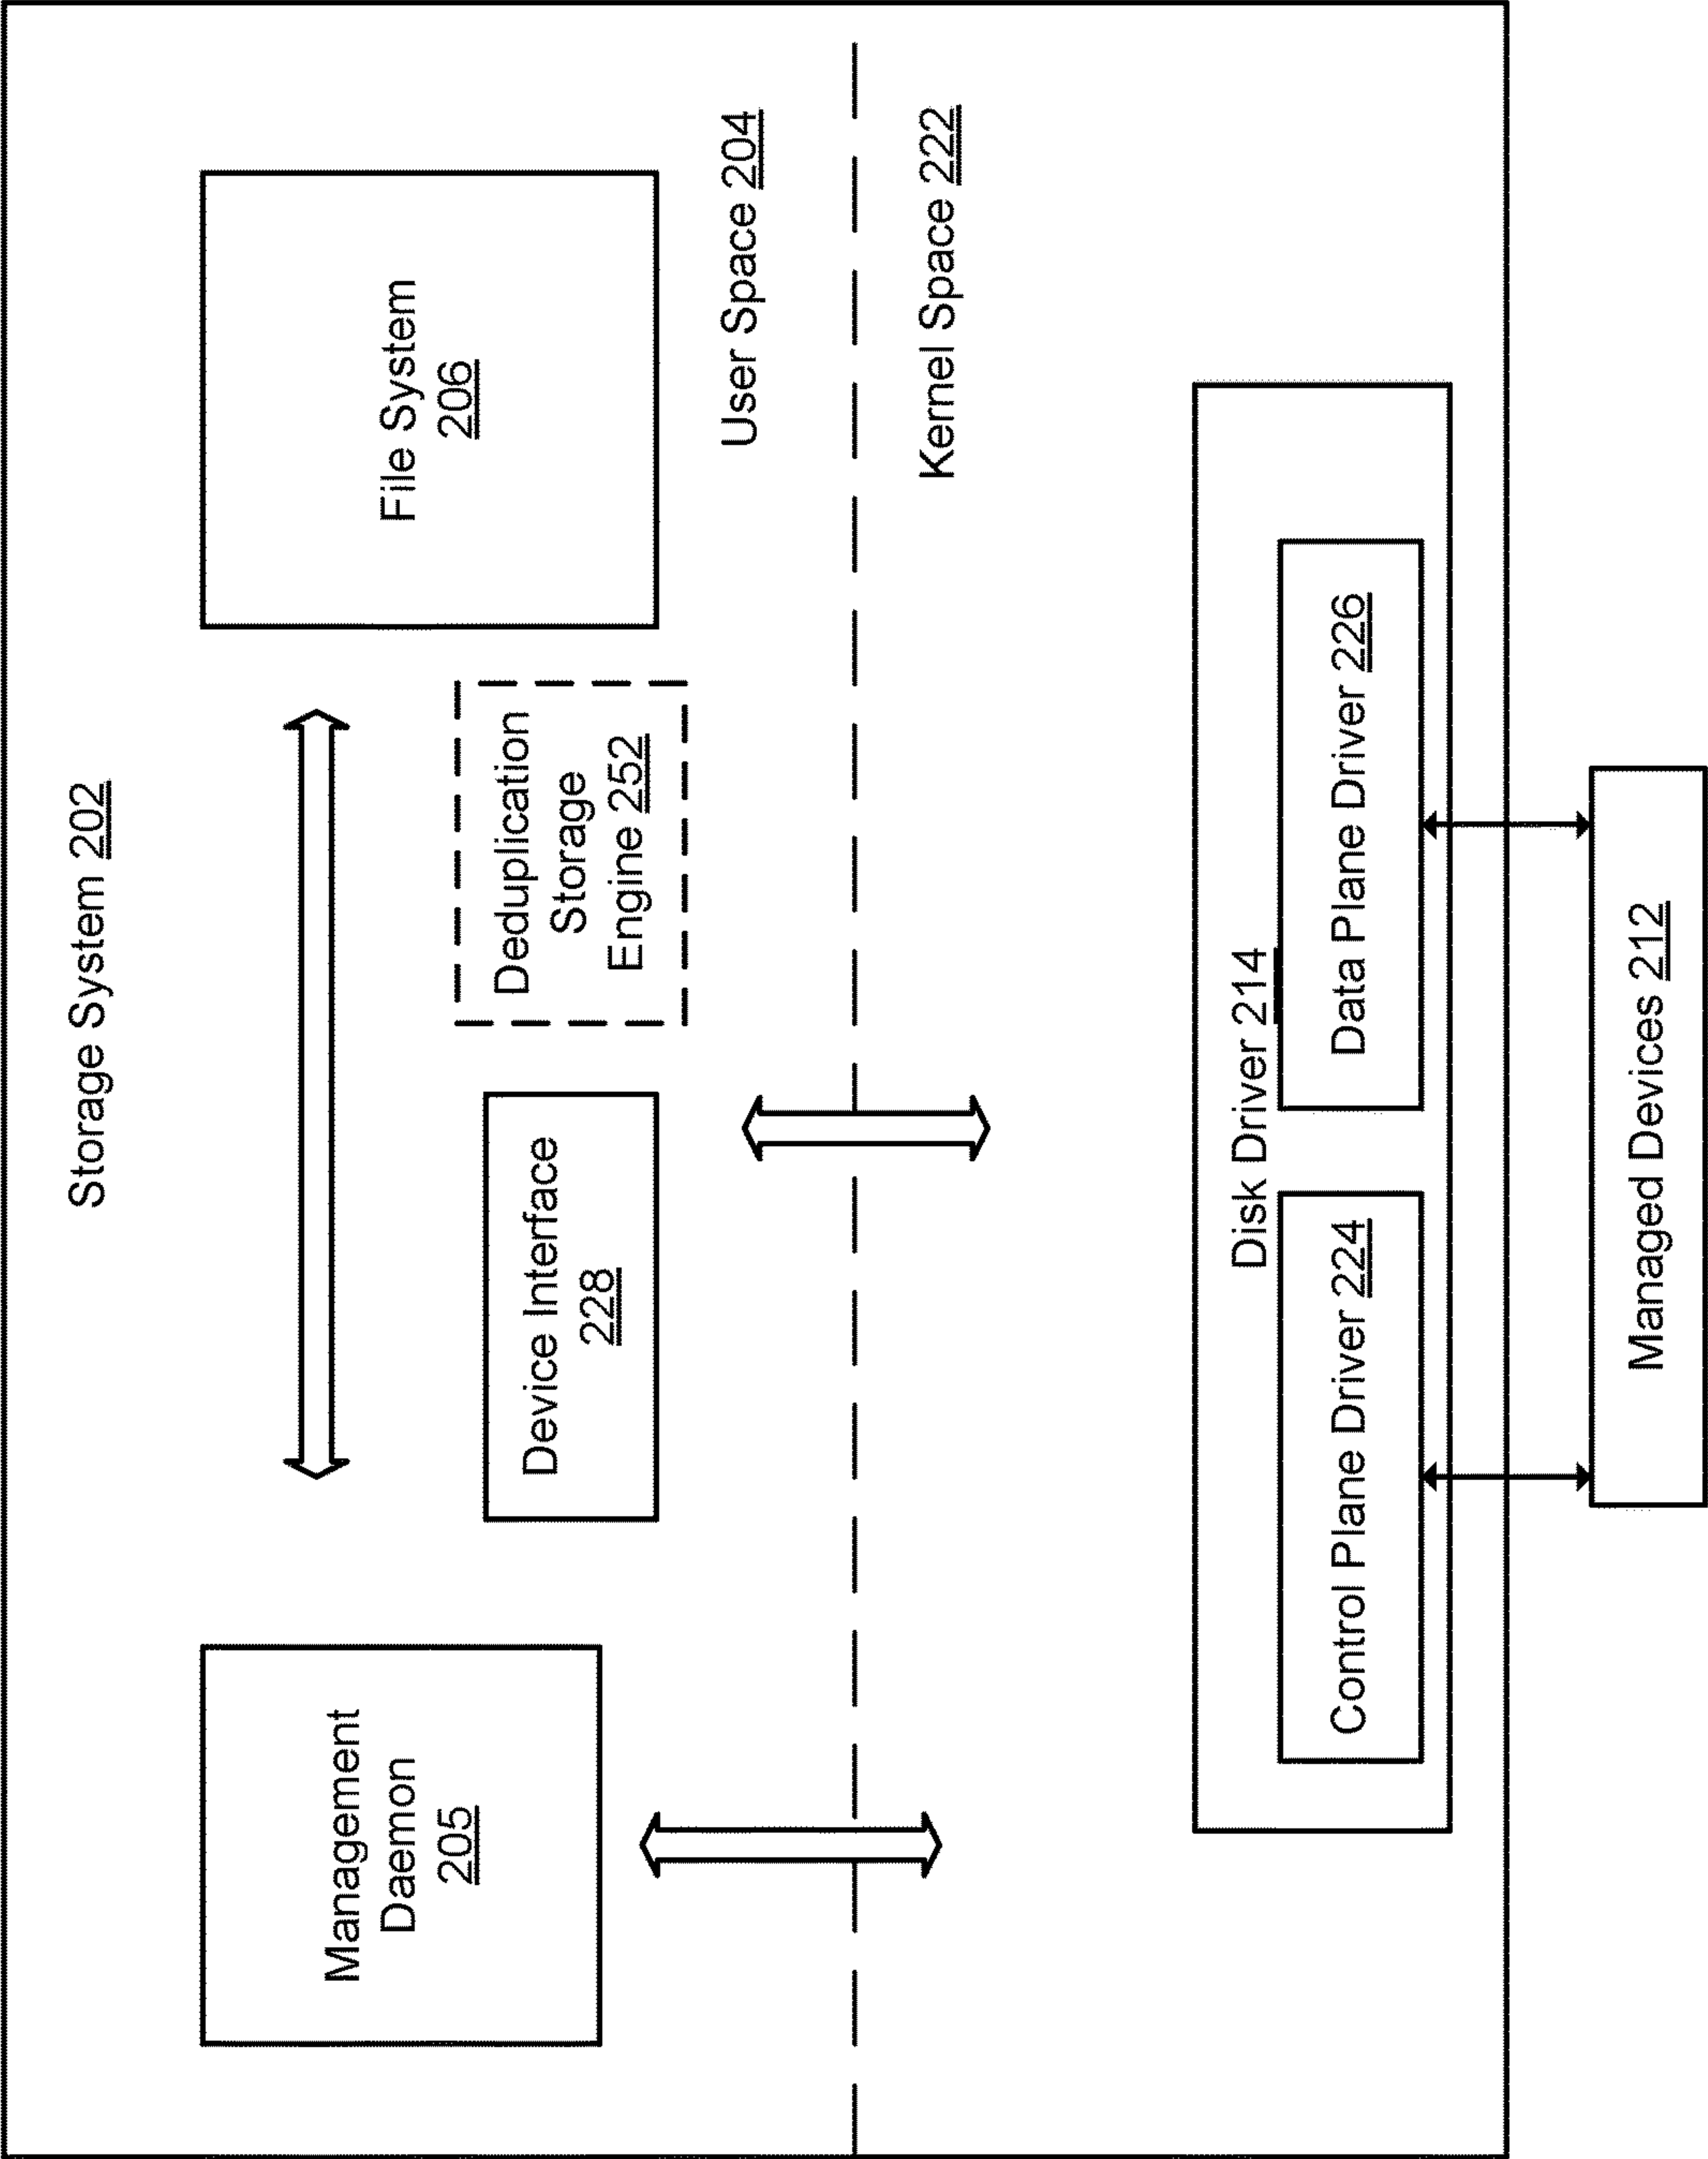 Storage System 202
Management
Daemon
205
Device Interface
228
Deduplication
Storage
Engine 252
File System
206
User Space 204
Kernel Space 222
Disk Driver 214
Control Plane Driver 224
Data Plane Driver 226
Managed Devices 212